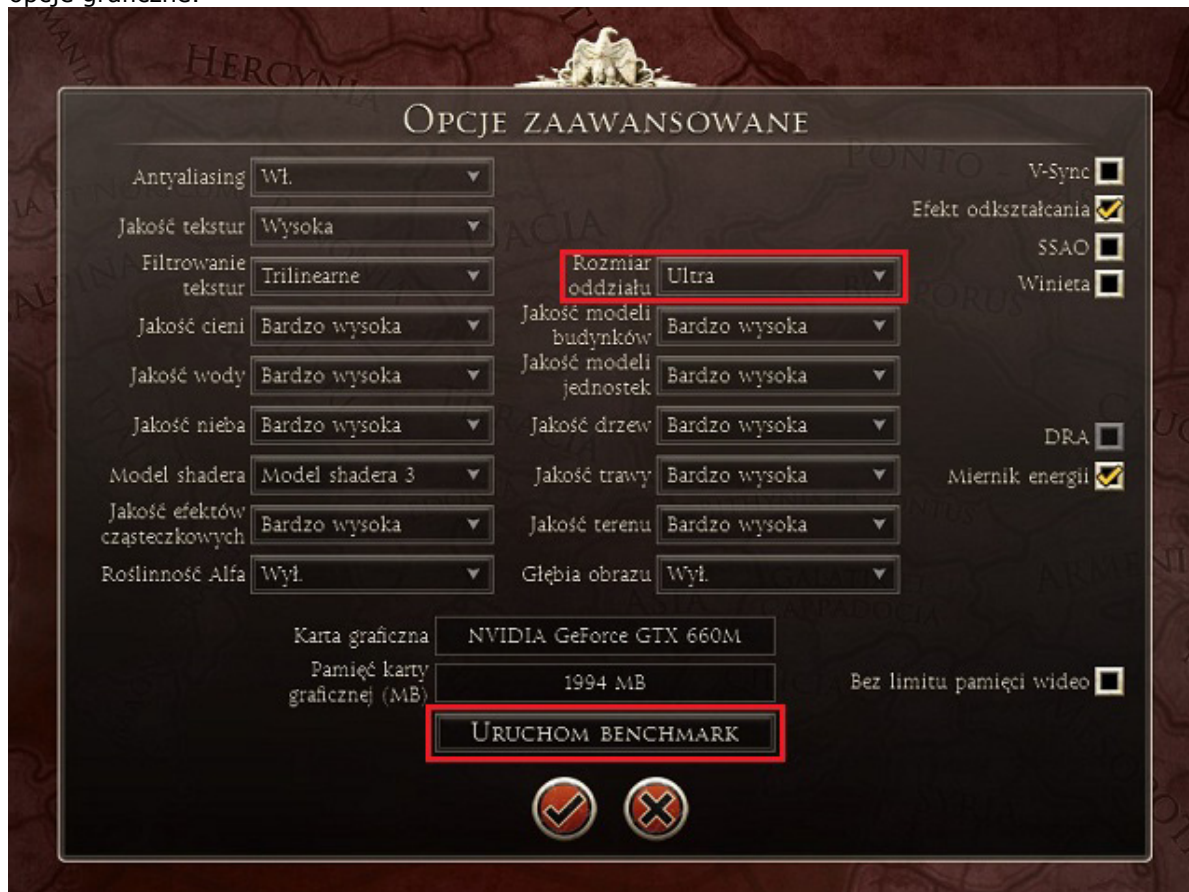 opcje graficzne.
HERCYNIA
OPCJE ZAAWANSOWANE
Antyaliasing Wł.
V-Sync
Jakość tekstur Wysoka
Efekt odkształcania
SSAO
Filtrowanie
tekstur Trilinearne
Rozmiar
oddziału Ultra
Winieta
Jakość cieni Bardzo wysoka
Jakość modeli
budynków Bardzo wysoka
Jakość wody Bardzo wysoka
Jakość modeli
jednostek Bardzo wysoka
Jakość nieba Bardzo wysoka
Jakość drzew Bardzo wysoka
DRA
Model shadera Model shadera 3
Jakość trawy Bardzo wysoka
Miernik energii
Jakość efektów
cząsteczkowych Bardzo wysoka
Jakość terenu Bardzo wysoka
Roślinność Alfa Wył.
Głębia obrazu Wył.
Karta graficzna NVIDIA GeForce GTX 660M
Pamięć karty
graficznej (MB) 1994 MB
Bez limitu pamięci wideo
URUCHOM BENCHMARK